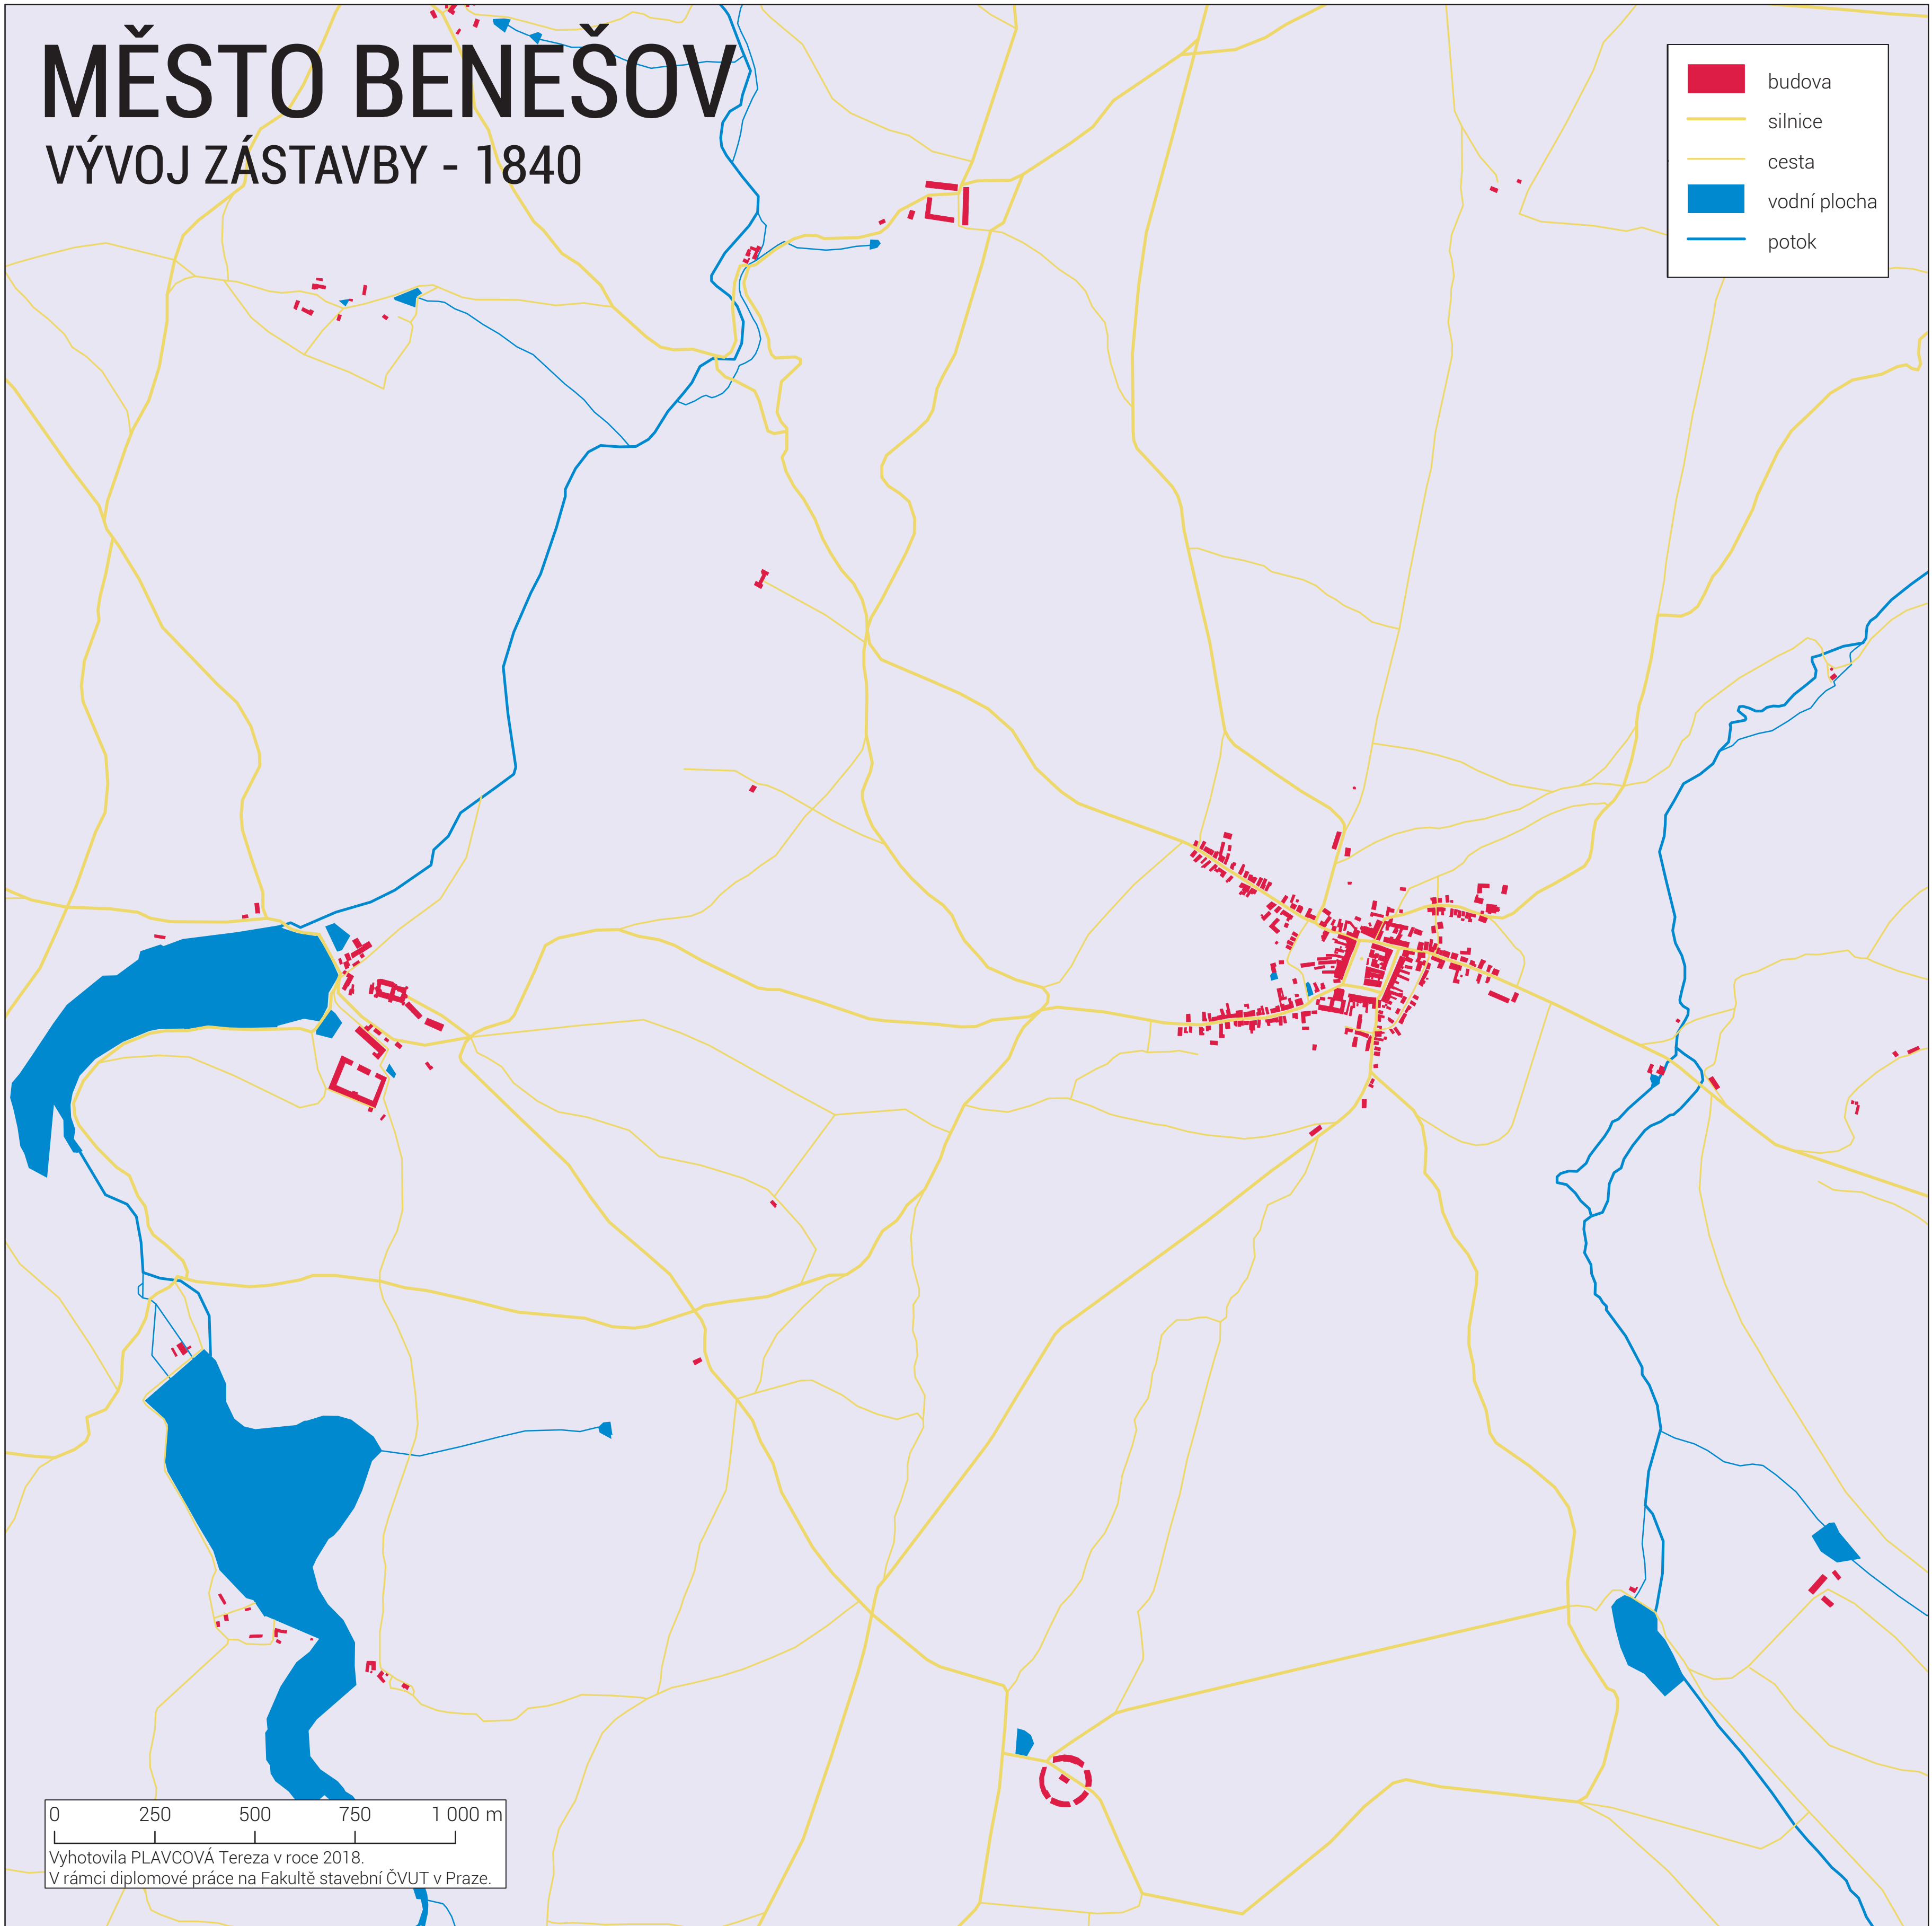 MĚSTO BENEŠOV
VÝVOJ ZÁSTAVBY - 1840
budova
silnice
cesta
vodní plocha
potok
0 250 500 750 1 000 m
Vyhotovila PLAVCOVÁ Tereza v roce 2018.
V rámci diplomové práce na Fakultě stavební ČVUT v Praze.